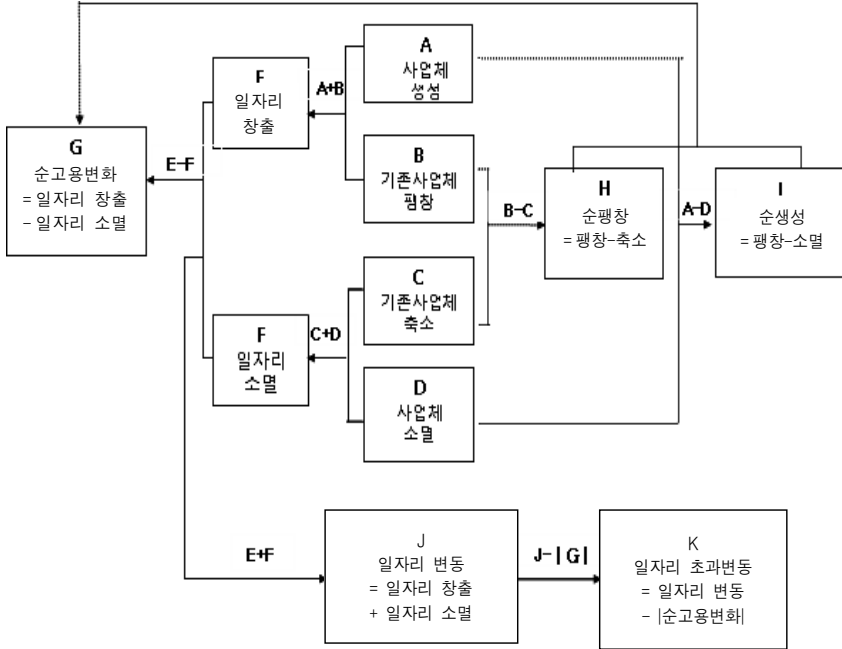 A
사업체
생성
E
일자리
창출
A+B
G
순고용변화
= 일자리 창출
- 일자리 소멸
E-F
B
기존사업체
팽창
B-C
H
순팽창
= 팽창-축소
A-D
I
순생성
= 팽창-소멸
C
기존사업체
축소
F
일자리
소멸
C+D
D
사업체
소멸
E+F
J
일자리 변동
= 일자리 창출
+ 일자리 소멸
J-|G|
K
일자리 초과변동
= 일자리 변동
- |순고용변화|